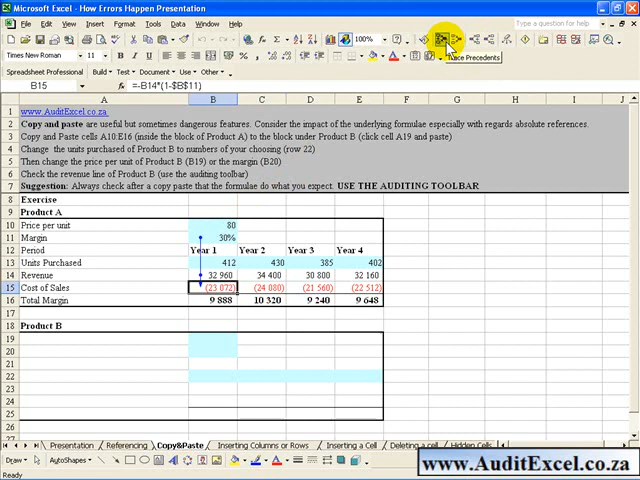 Microsoft Excel - How Errors Happen Presentation
File Edit View Insert Format Tools Data Window Help
Type a question for help
100%
Trace Precedents
Times New Roman 11 B I U
Spreadsheet Professional Build Test Document Use Other
B15 =-B14*(1-$B$11)
A B C D E F G H I J
1 www.AuditExcel.co.za
2 Copy and paste are useful but sometimes dangerous features. Consider the impact of the underlying formulae especially with regards absolute references.
3 Copy and Paste cells A10:E16 (inside the block of Product A) to the block under Product B (click cell A19 and paste)
4 Change the units purchased of Product B to numbers of your choosing (row 22)
5 Then change the price per unit of Product B (B19) or the margin (B20)
6 Check the revenue line of Product B (use the auditing toolbar)
7 Suggestion: Always check after a copy paste that the formulae do what you expect. USE THE AUDITING TOOLBAR
8 Exercise
9 Product A
10 Price per unit 80
11 Margin 30%
12 Period Year 1 Year 2 Year 3 Year 4
13 Units Purchased 412 430 385 402
14 Revenue 32 960 34 400 30 800 32 160
15 Cost of Sales (23 072) (24 080) (21 560) (22 512)
16 Total Margin 9 888 10 320 9 240 9 648
17
18 Product B
19
20
21
22
23
24
25
26
27
Presentation Referencing Copy&Paste Inserting Columns or Rows Inserting a Cell Deleting a cell Hidden Cells
Draw AutoShapes
Ready
www.AuditExcel.co.za